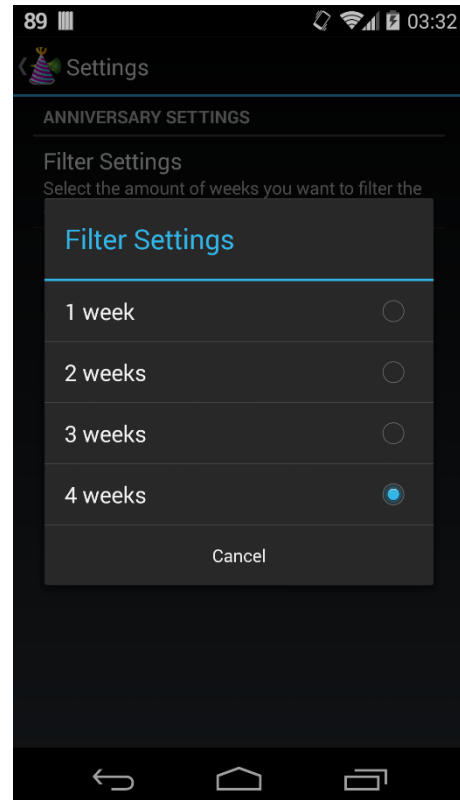 89 03:32
Settings
ANNIVERSARY SETTINGS
Filter Settings
Select the amount of weeks you want to filter the
Filter Settings
1 week
2 weeks
3 weeks
4 weeks
Cancel